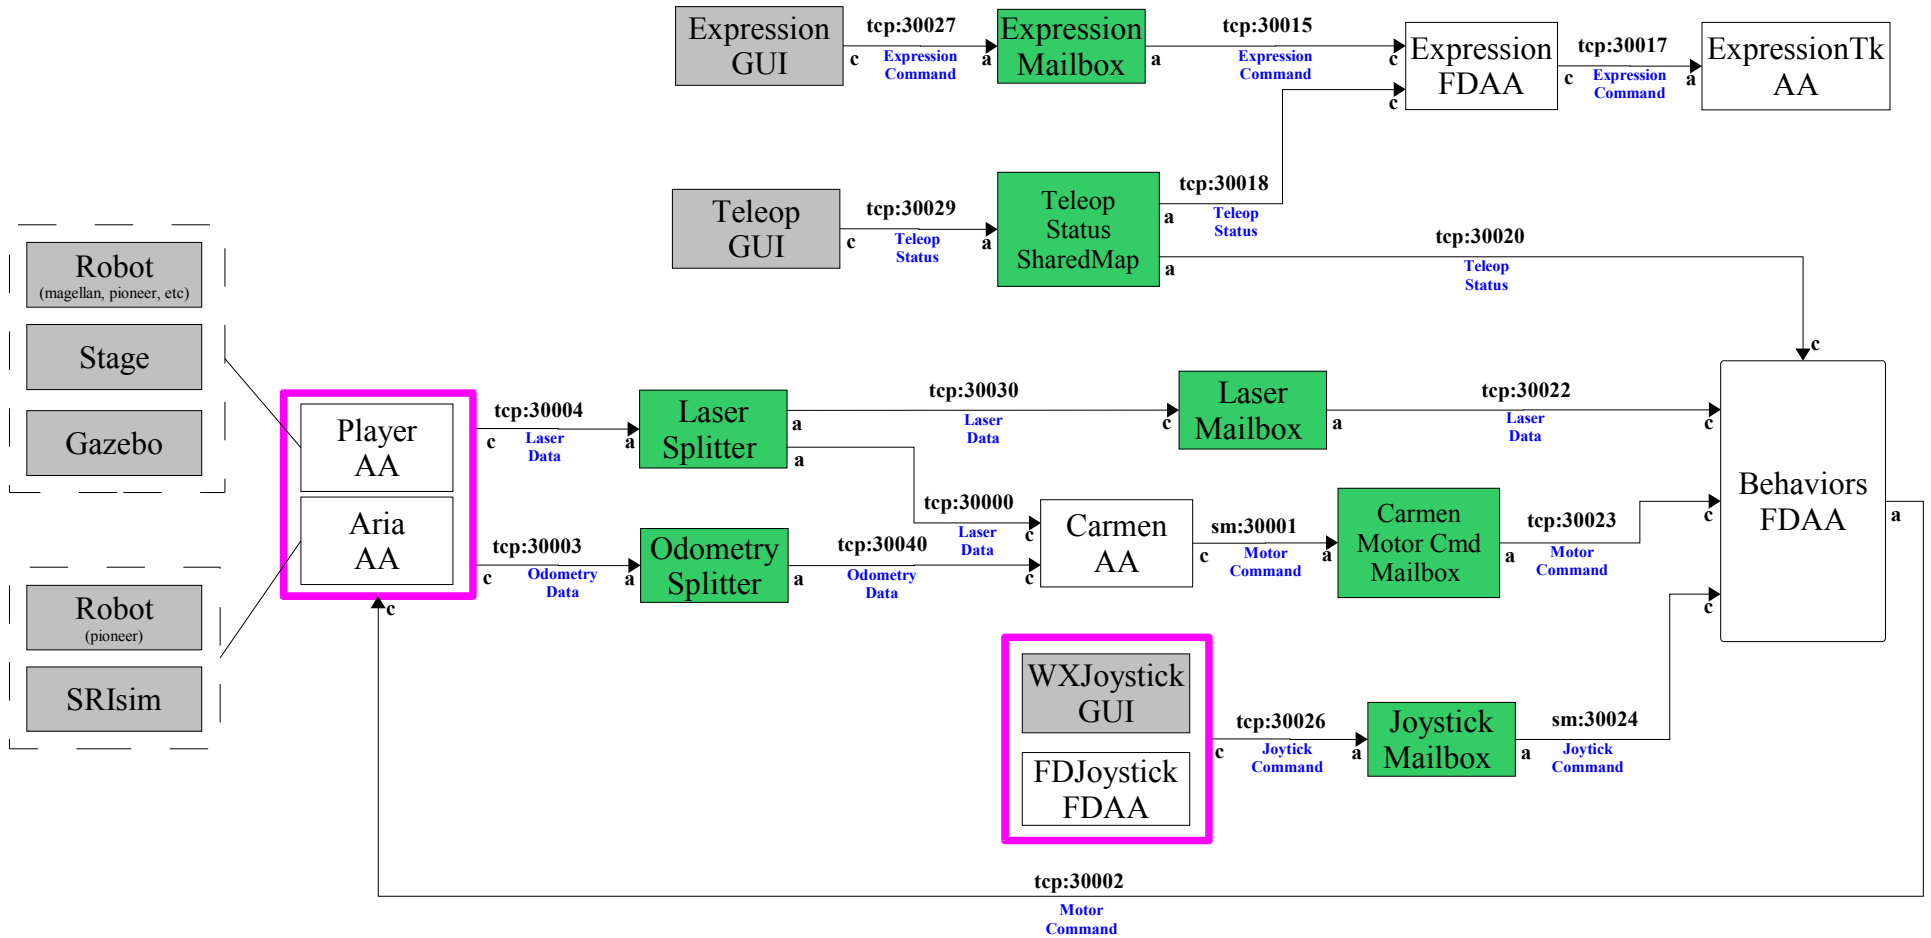 Expression
GUI
tcp:30027
c
Expression
Command
a
Expression
Mailbox
tcp:30015
a
Expression
Command
c
Expression
FDAA
c
tcp:30017
c
Expression
Command
a
ExpressionTk
AA
Teleop
GUI
tcp:30029
c
Teleop
Status
a
Teleop
Status
SharedMap
tcp:30018
a
Teleop
Status
tcp:30020
a
Teleop
Status
c
Robot
(magellan, pioneer, etc)
Stage
Gazebo
Robot
(pioneer)
SRIsim
Player
AA
Aria
AA
c
tcp:30004
c
Laser
Data
a
Laser
Splitter
tcp:30030
a
Laser
Data
c
a
Laser
Mailbox
tcp:30022
a
Laser
Data
c
tcp:30000
Laser
Data
c
tcp:30003
c
Odometry
Data
a
Odometry
Splitter
tcp:30040
a
Odometry
Data
c
Carmen
AA
sm:30001
c
Motor
Command
a
Carmen
Motor Cmd
Mailbox
tcp:30023
a
Motor
Command
c
Behaviors
FDAA
a
WXJoystick
GUI
FDJoystick
FDAA
tcp:30026
c
Joytick
Command
a
Joystick
Mailbox
sm:30024
a
Joytick
Command
c
tcp:30002
Motor
Command